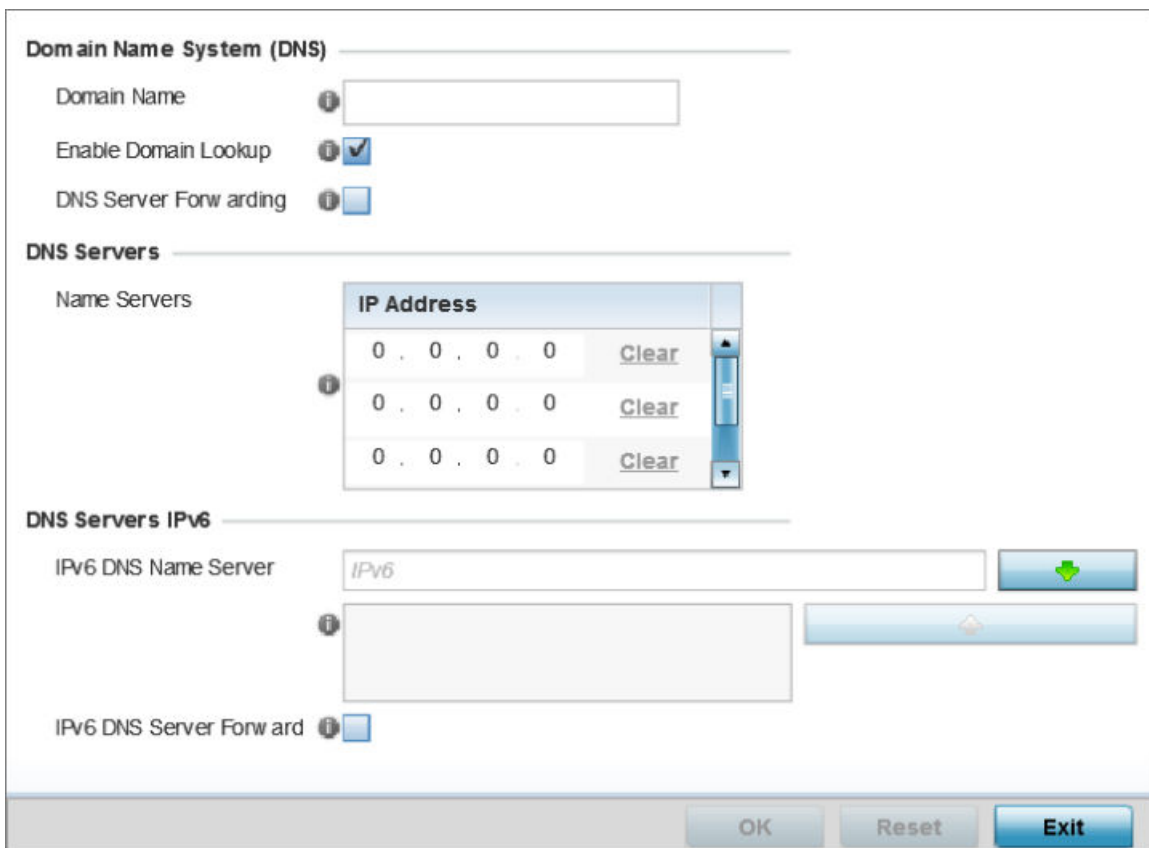 Domain Name System (DNS)
Domain Name
Enable Domain Lookup
DNS Server Forwarding
DNS Servers
Name Servers
IP Address
0 . 0 . 0 . 0 Clear
0 . 0 . 0 . 0 Clear
0 . 0 . 0 . 0 Clear
DNS Servers IPv6
IPv6 DNS Name Server
IPv6
IPv6 DNS Server Forward
OK Reset Exit